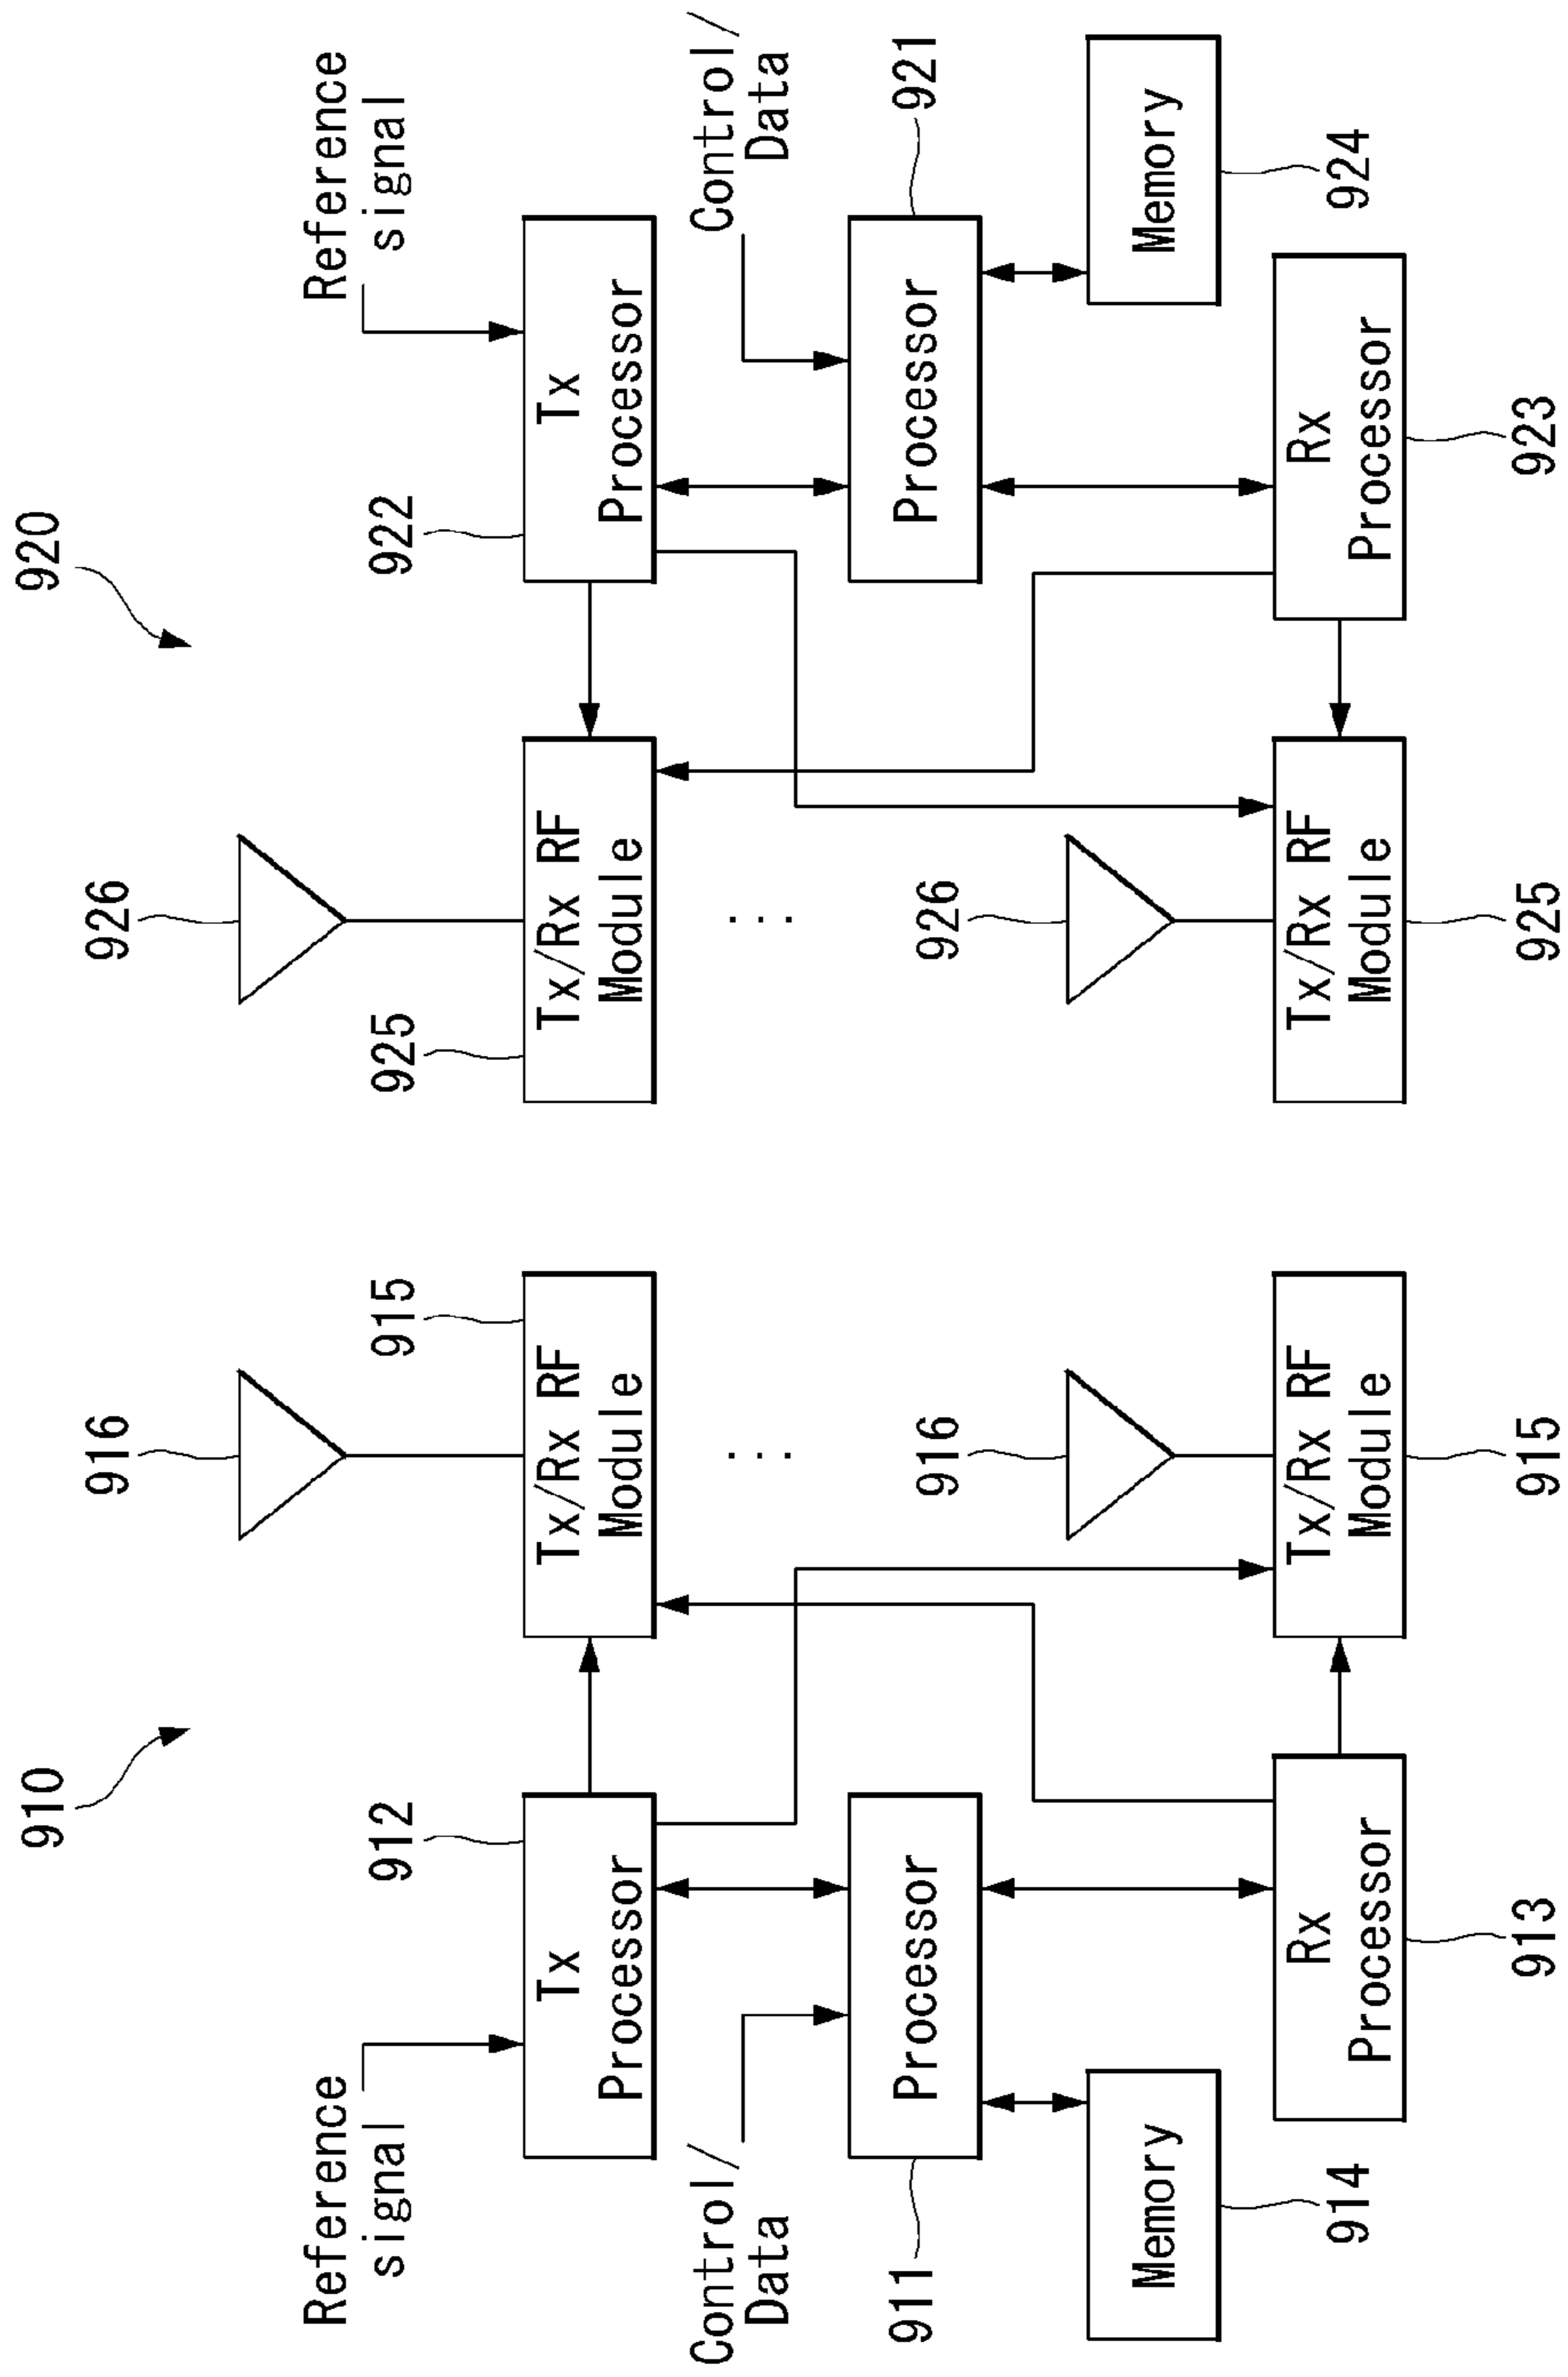 910
Reference
signal
912
Tx
Processor
Control/
Data
911
Processor
Memory
914
Rx
Processor
913
916
915
Tx/Rx RF
Module
...
916
Tx/Rx RF
Module
915
920
926
925
Tx/Rx RF
Module
...
926
Tx/Rx RF
Module
925
922
Tx
Processor
Reference
signal
Control/
Data
921
Processor
Memory
924
Rx
Processor
923